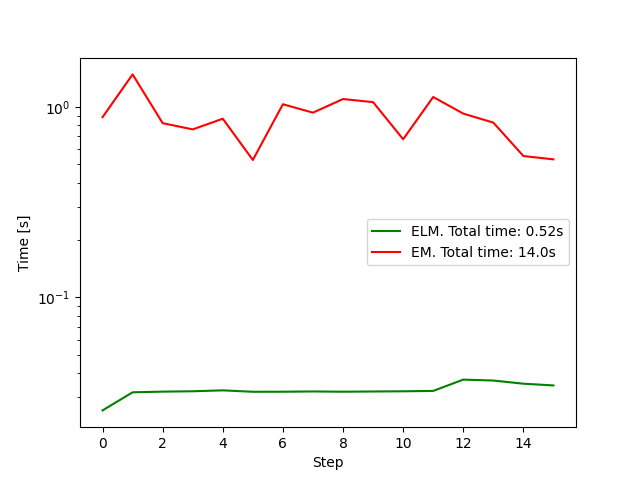 10⁰
10⁻¹
Time [s]
ELM. Total time: 0.52s
EM. Total time: 14.0s
0 2 4 6 8 10 12 14
Step